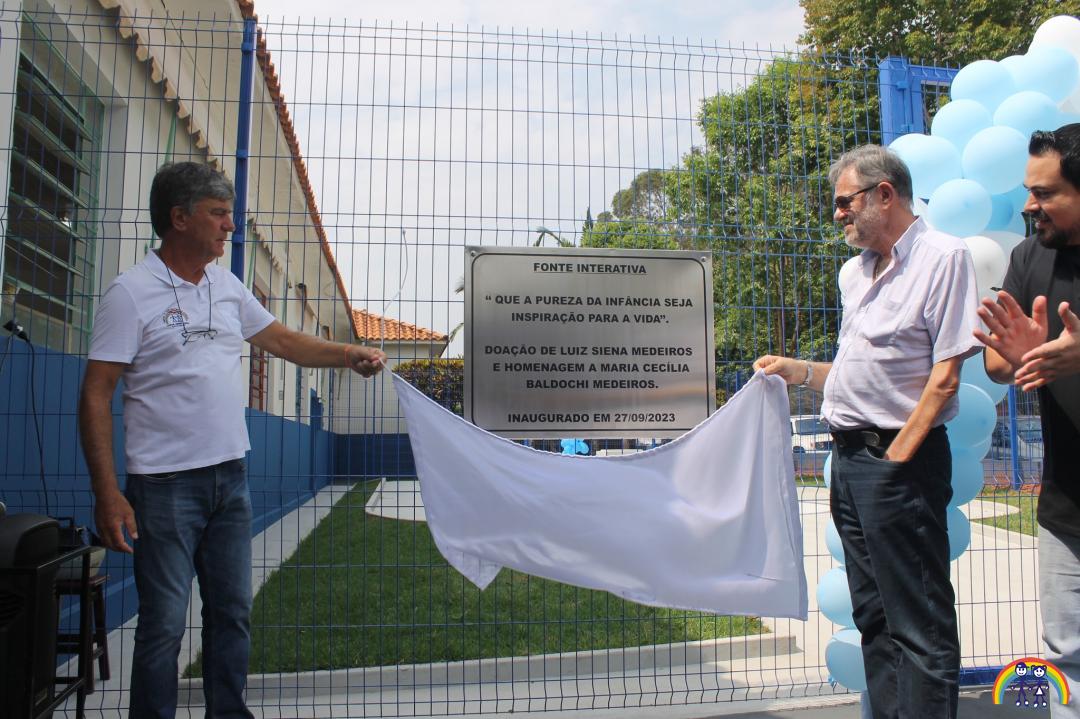 FONTE INTERATIVA
“ QUE A PUREZA DA INFÂNCIA SEJA
INSPIRAÇÃO PARA A VIDA”.
DOAÇÃO DE LUIZ SIENA MEDEIROS
E HOMENAGEM A MARIA CECÍLIA
BALDOCHI MEDEIROS.
INAUGURADO EM 27/09/2023